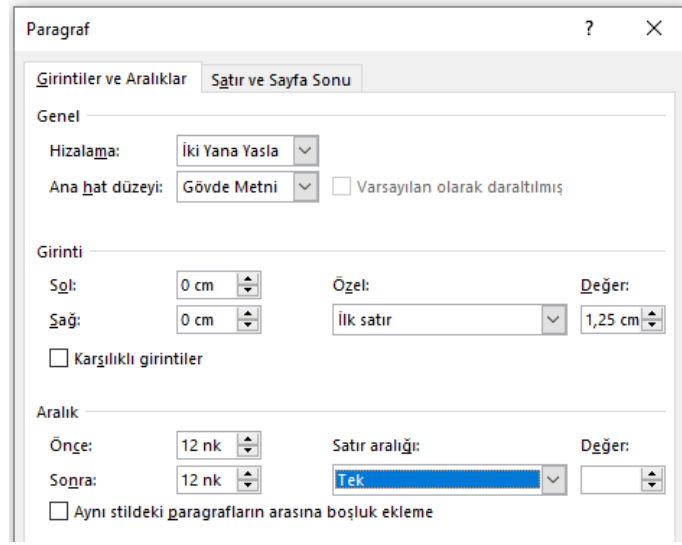 Paragraf ?
Girintiler ve Aralıklar Satır ve Sayfa Sonu
Genel
Hizalama: İki Yana Yasla
Ana hat düzeyi: Gövde Metni Varsayılan olarak daraltılmış
Girinti
Sol: 0 cm Özel: Değer:
Sağ: 0 cm İlk satır 1,25 cm
Karşılıklı girintiler
Aralık
Önce: 12 nk Satır aralığı: Değer:
Sonra: 12 nk Tek
Aynı stildeki paragrafların arasına boşluk ekleme